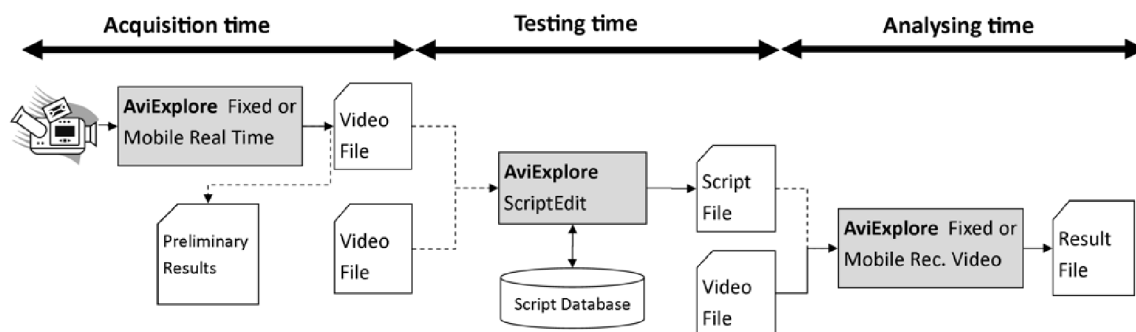 Acquisition time
Testing time
Analysing time
AviExplore Fixed or
Mobile Real Time
Video
File
Preliminary
Results
Video
File
AviExplore
ScriptEdit
Script Database
Script
File
Video
File
AviExplore Fixed or
Mobile Rec. Video
Result
File